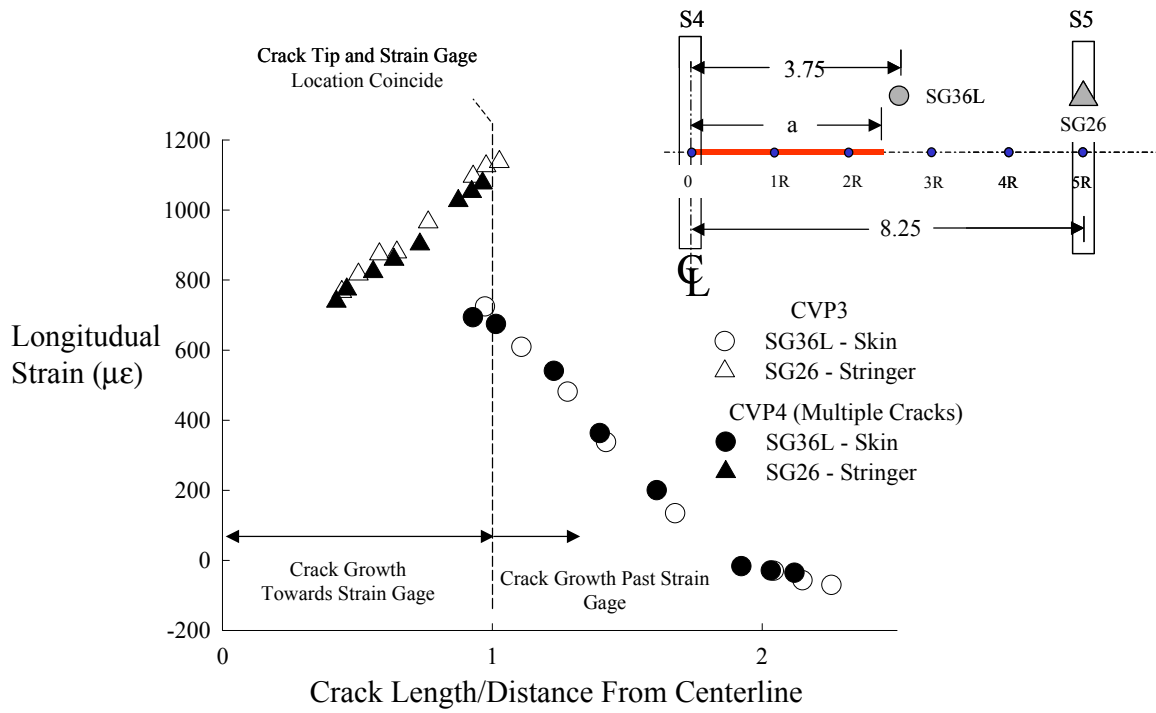 S4
S5
Crack Tip and Strain Gage
Location Coincide
3.75
SG36L
SG26
a
0
1R
2R
3R
4R
5R
8.25
CL
1200
1000
800
600
400
200
0
-200
Longitudual
Strain (με)
CVP3
SG36L - Skin
SG26 - Stringer
CVP4 (Multiple Cracks)
SG36L - Skin
SG26 - Stringer
Crack Growth
Towards Strain Gage
Crack Growth Past Strain
Gage
0
1
2
Crack Length/Distance From Centerline